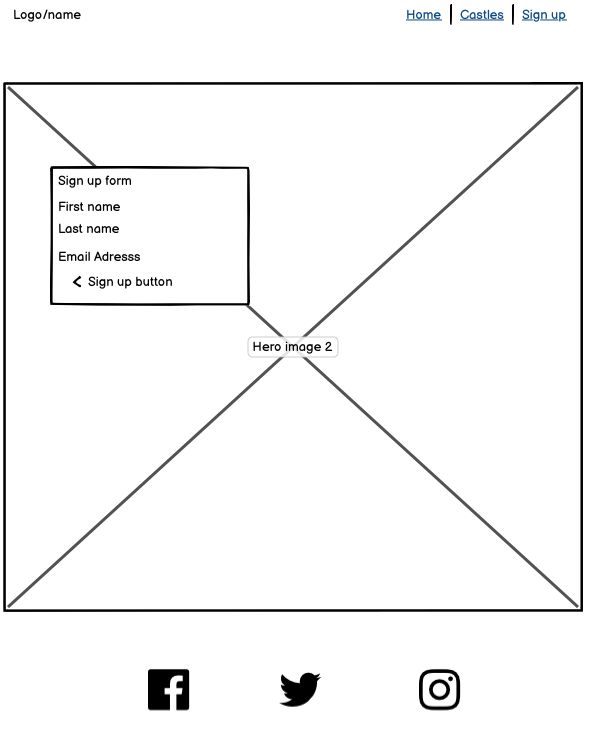 Logo/name
Home Castles Sign up
Sign up form
First name
Last name
Email Adresss
Sign up button
Hero image 2